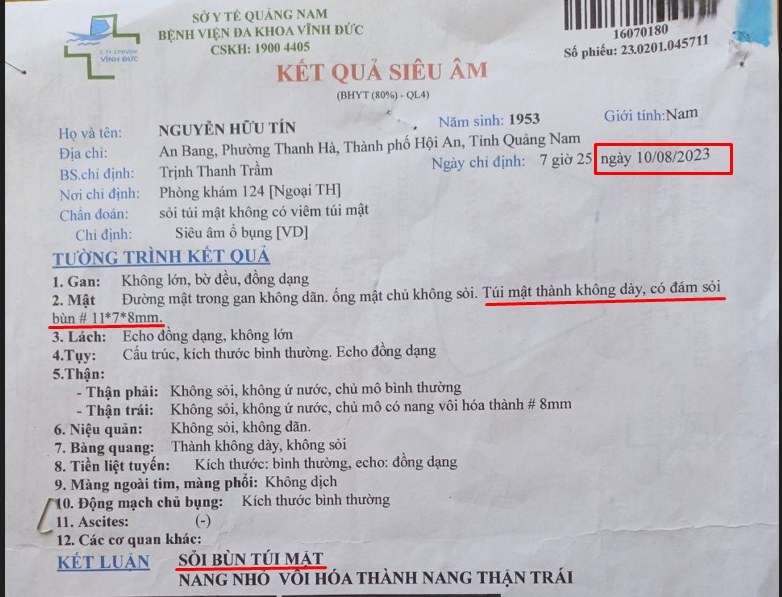 SỞ Y TẾ QUẢNG NAM
BỆNH VIỆN ĐA KHOA VĨNH ĐỨC
CSKH: 1900 4405
VĨNH ĐỨC
16070180
Số phiếu: 23.0201.045711
KẾT QUẢ SIÊU ÂM
(BHYT (80%) - QL4)
Họ và tên: NGUYỄN HỮU TÍN Năm sinh: 1953 Giới tính:Nam
Địa chỉ: An Bang, Phường Thanh Hà, Thành phố Hội An, Tỉnh Quảng Nam
BS.chỉ định: Trịnh Thanh Trầm Ngày chỉ định: 7 giờ 25 ngày 10/08/2023
Nơi chỉ định: Phòng khám 124 [Ngoại TH]
Chẩn đoán: sỏi túi mật không có viêm túi mật
Chỉ định: Siêu âm ổ bụng [VD]
TƯỜNG TRÌNH KẾT QUẢ
1. Gan: Không lớn, bờ đều, đồng dạng
2. Mật Đường mật trong gan không dãn. ống mật chủ không sỏi. Túi mật thành không dày, có đám sỏi
bùn # 11*7*8mm.
3. Lách: Echo đồng dạng, không lớn
4.Tụy: Cấu trúc, kích thước bình thường. Echo đồng dạng
5.Thận:
- Thận phải: Không sỏi, không ứ nước, chủ mô bình thường
- Thận trái: Không sỏi, không ứ nước, chủ mô có nang vôi hóa thành # 8mm
6. Niệu quản: Không sỏi, không dãn.
7. Bàng quang: Thành không dày, không sỏi
8. Tiền liệt tuyến: Kích thước: bình thường, echo: đồng dạng
9. Màng ngoài tim, màng phổi: Không dịch
10. Động mạch chủ bụng: Kích thước bình thường
11. Ascites: (-)
12. Các cơ quan khác:
KẾT LUẬN SỎI BÙN TÚI MẬT
NANG NHỎ VÔI HÓA THÀNH NANG THẬN TRÁI